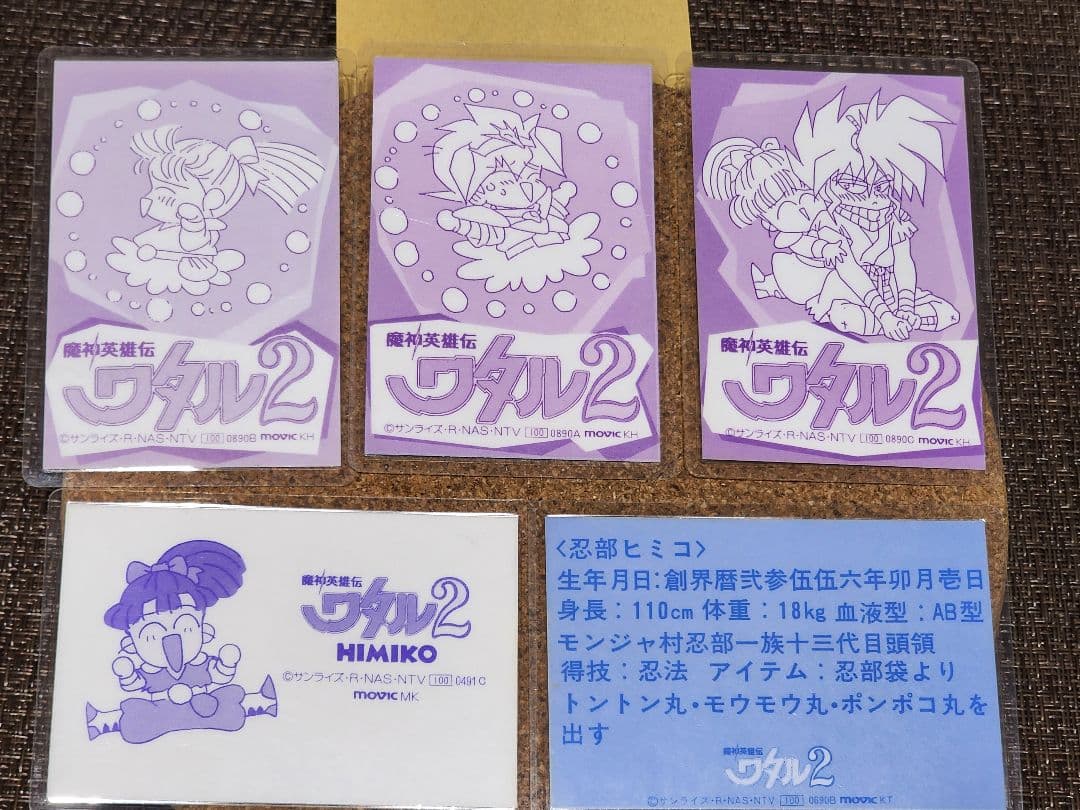 魔神英雄伝
ワタル2
©サンライズ・R・NAS・NTV 100 0890B movic KH
魔神英雄伝
ワタル2
©サンライズ・R・NAS・NTV 100 0890A movic KH
魔神英雄伝
ワタル2
©サンライズ・R・NAS・NTV 100 0890C movic KH
魔神英雄伝
ワタル2
HIMIKO
©サンライズ・R・NAS・NTV 100 0491C
movic MK
<忍部ヒミコ>
生年月日:創界暦弐参伍伍六年卯月壱日
身長:110cm 体重:18kg 血液型:AB型
モンジャ村忍部一族十三代目頭領
得技:忍法 アイテム:忍部袋より
トントン丸・モウモウ丸・ポンポコ丸を
出す
魔神英雄伝
ワタル2
©サンライズ・R・NAS・NTV 100 0690B movic KT